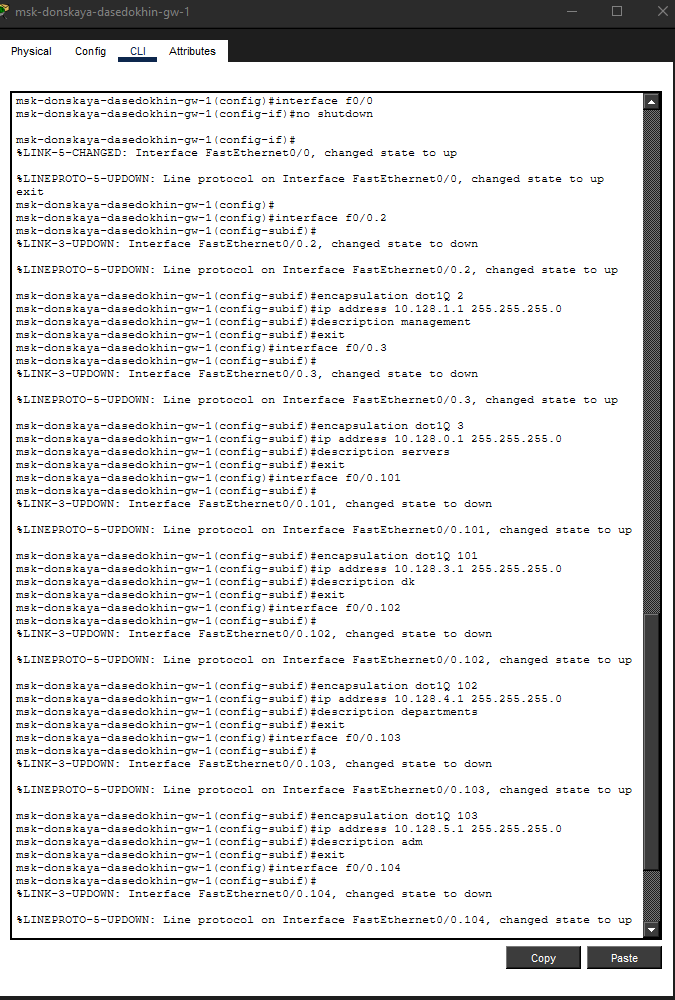 msk-donskaya-dasedokhin-gw-1
Physical Config CLI Attributes
msk-donskaya-dasedokhin-gw-1(config)#interface f0/0
msk-donskaya-dasedokhin-gw-1(config-if)#no shutdown
msk-donskaya-dasedokhin-gw-1(config-if)#
%LINK-5-CHANGED: Interface FastEthernet0/0, changed state to up
%LINEPROTO-5-UPDOWN: Line protocol on Interface FastEthernet0/0, changed state to up
exit
msk-donskaya-dasedokhin-gw-1(config)#
msk-donskaya-dasedokhin-gw-1(config)#interface f0/0.2
msk-donskaya-dasedokhin-gw-1(config-subif)#
%LINK-3-UPDOWN: Interface FastEthernet0/0.2, changed state to down
%LINEPROTO-5-UPDOWN: Line protocol on Interface FastEthernet0/0.2, changed state to up
msk-donskaya-dasedokhin-gw-1(config-subif)#encapsulation dot1Q 2
msk-donskaya-dasedokhin-gw-1(config-subif)#ip address 10.128.1.1 255.255.255.0
msk-donskaya-dasedokhin-gw-1(config-subif)#description management
msk-donskaya-dasedokhin-gw-1(config-subif)#exit
msk-donskaya-dasedokhin-gw-1(config)#interface f0/0.3
msk-donskaya-dasedokhin-gw-1(config-subif)#
%LINK-3-UPDOWN: Interface FastEthernet0/0.3, changed state to down
%LINEPROTO-5-UPDOWN: Line protocol on Interface FastEthernet0/0.3, changed state to up
msk-donskaya-dasedokhin-gw-1(config-subif)#encapsulation dot1Q 3
msk-donskaya-dasedokhin-gw-1(config-subif)#ip address 10.128.0.1 255.255.255.0
msk-donskaya-dasedokhin-gw-1(config-subif)#description servers
msk-donskaya-dasedokhin-gw-1(config-subif)#exit
msk-donskaya-dasedokhin-gw-1(config)#interface f0/0.101
msk-donskaya-dasedokhin-gw-1(config-subif)#
%LINK-3-UPDOWN: Interface FastEthernet0/0.101, changed state to down
%LINEPROTO-5-UPDOWN: Line protocol on Interface FastEthernet0/0.101, changed state to up
msk-donskaya-dasedokhin-gw-1(config-subif)#encapsulation dot1Q 101
msk-donskaya-dasedokhin-gw-1(config-subif)#ip address 10.128.3.1 255.255.255.0
msk-donskaya-dasedokhin-gw-1(config-subif)#description dk
msk-donskaya-dasedokhin-gw-1(config-subif)#exit
msk-donskaya-dasedokhin-gw-1(config)#interface f0/0.102
msk-donskaya-dasedokhin-gw-1(config-subif)#
%LINK-3-UPDOWN: Interface FastEthernet0/0.102, changed state to down
%LINEPROTO-5-UPDOWN: Line protocol on Interface FastEthernet0/0.102, changed state to up
msk-donskaya-dasedokhin-gw-1(config-subif)#encapsulation dot1Q 102
msk-donskaya-dasedokhin-gw-1(config-subif)#ip address 10.128.4.1 255.255.255.0
msk-donskaya-dasedokhin-gw-1(config-subif)#description departments
msk-donskaya-dasedokhin-gw-1(config-subif)#exit
msk-donskaya-dasedokhin-gw-1(config)#interface f0/0.103
msk-donskaya-dasedokhin-gw-1(config-subif)#
%LINK-3-UPDOWN: Interface FastEthernet0/0.103, changed state to down
%LINEPROTO-5-UPDOWN: Line protocol on Interface FastEthernet0/0.103, changed state to up
msk-donskaya-dasedokhin-gw-1(config-subif)#encapsulation dot1Q 103
msk-donskaya-dasedokhin-gw-1(config-subif)#ip address 10.128.5.1 255.255.255.0
msk-donskaya-dasedokhin-gw-1(config-subif)#description adm
msk-donskaya-dasedokhin-gw-1(config-subif)#exit
msk-donskaya-dasedokhin-gw-1(config)#interface f0/0.104
msk-donskaya-dasedokhin-gw-1(config-subif)#
%LINK-3-UPDOWN: Interface FastEthernet0/0.104, changed state to down
%LINEPROTO-5-UPDOWN: Line protocol on Interface FastEthernet0/0.104, changed state to up
Copy Paste